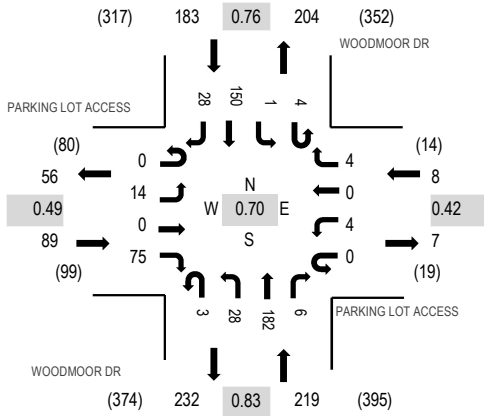 (317) 183 0.76 204 (352)
WOODMOOR DR
28 150 1 4
PARKING LOT ACCESS
(80) 0 4 (14)
56 14 0 8
0.49 0 W N 0.70 S E 4 0.42
89 75 0 7
(99) (19)
3 28 182 6
PARKING LOT ACCESS
WOODMOOR DR
(374) 232 0.83 219 (395)